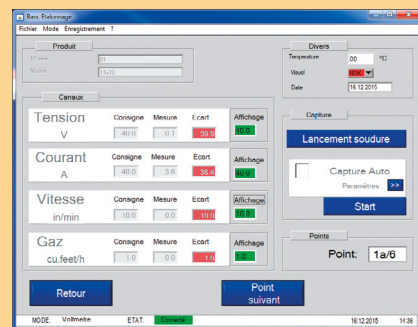 Banc Etalonnage
Fichier Mode Enregistrement ?
Produit
01
Canaux
Tension
V
Consigne Mesure Ecart Affichage
40.0 0.1 39.9 40.0
Courant
A
Consigne Mesure Ecart Affichage
40.0 3.6 36.4 40.0
Vitesse
in/min
Consigne Mesure Ecart Affichage
10.0 0.0 10.0 10.0
Gaz
cu.feet/h
Consigne Mesure Ecart Affichage
1.0 0.0 1.0 1.0
Divers
Temperature 00 °C
Visuel NOK
Date 16.12.2015
Capture
Lancement soudure
Capture Auto
Paramètres >>
Start
Points
Point: 1a/6
Retour
Point
suivant
MODE. Voltmetre ETAT. Connecté 16.12.2015 14:36